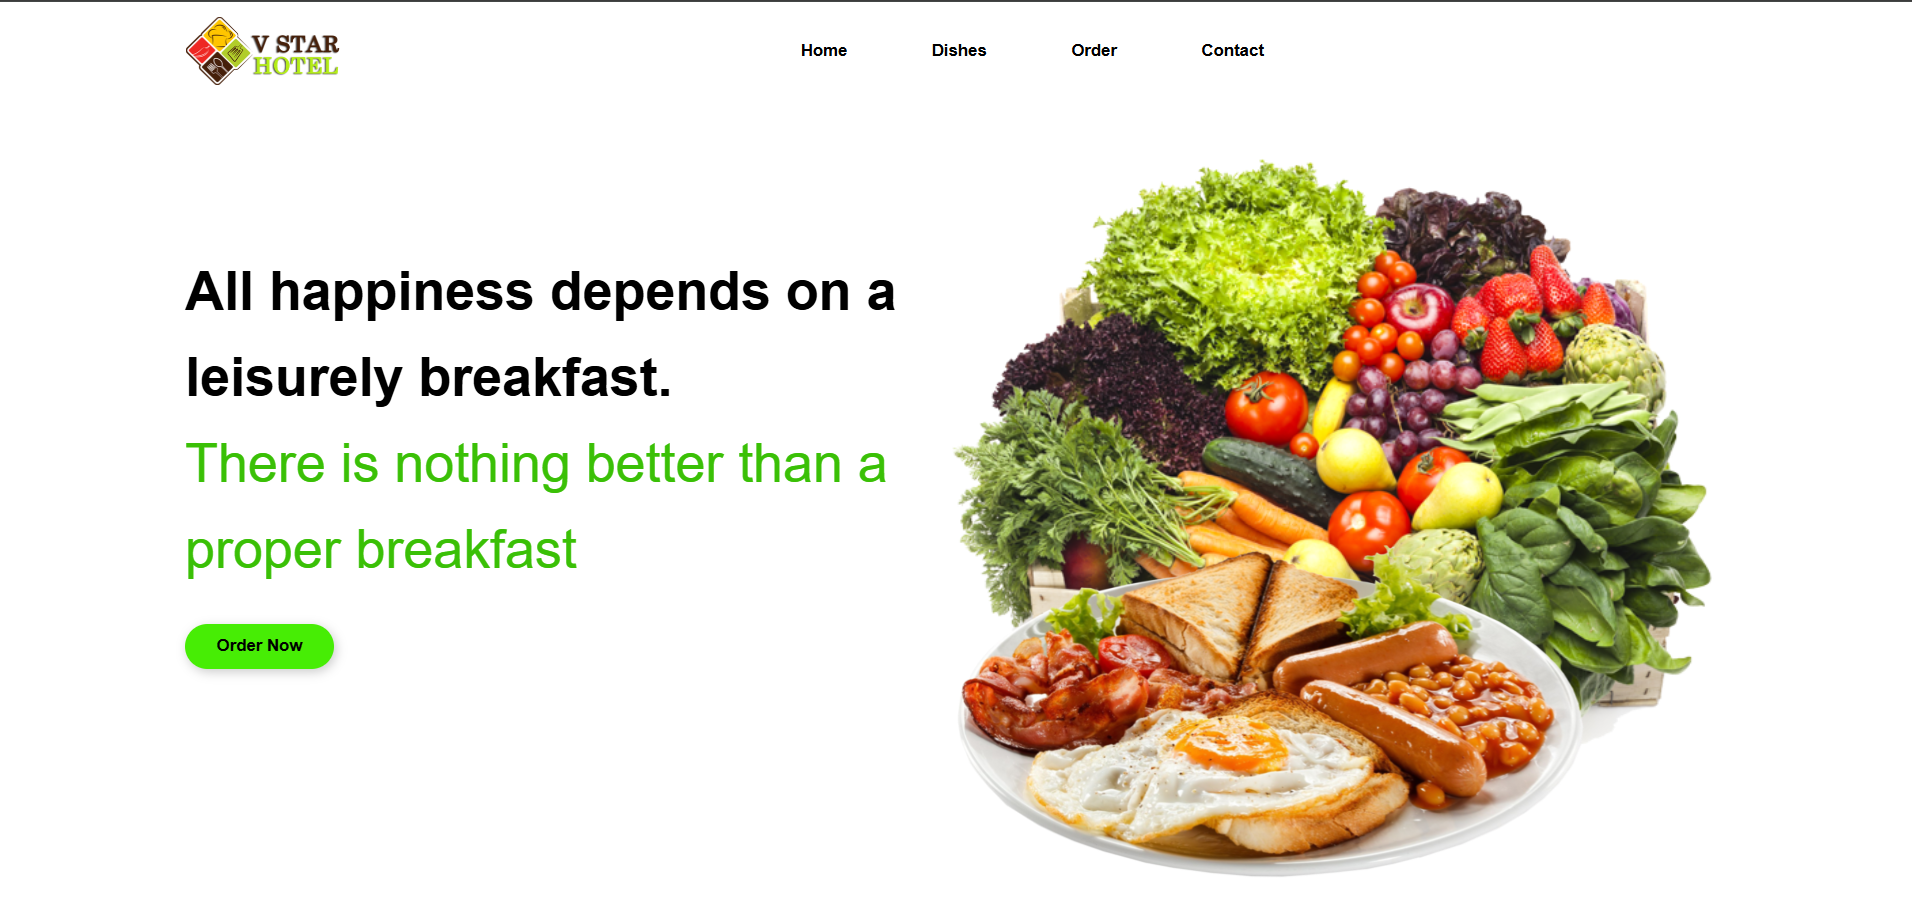 V STAR
HOTEL
Home
Dishes
Order
Contact
All happiness depends on a
leisurely breakfast.
There is nothing better than a
proper breakfast
Order Now